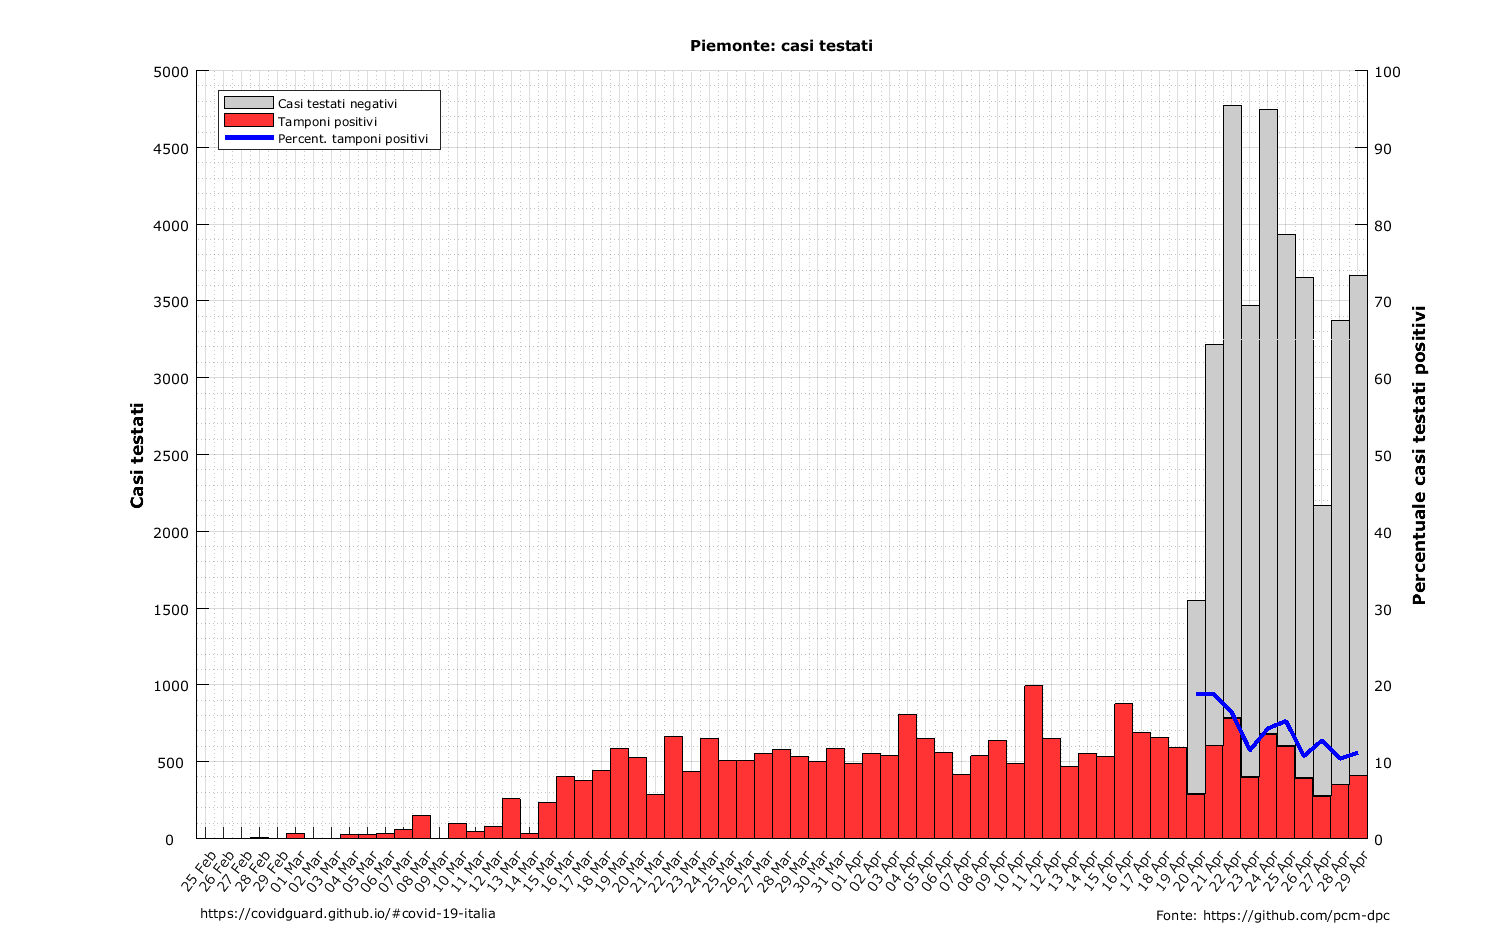 Piemonte: casi testati
Casi testati negativi
Tamponi positivi
Percent. tamponi positivi
Casi testati
5000
4500
4000
3500
3000
2500
2000
1500
1000
500
0
100
90
80
70
60
50
40
30
20
10
0
Percentuale casi testati positivi
25 Feb
26 Feb
27 Feb
28 Feb
29 Feb
01 Mar
02 Mar
03 Mar
04 Mar
05 Mar
06 Mar
07 Mar
08 Mar
09 Mar
10 Mar
11 Mar
12 Mar
13 Mar
14 Mar
15 Mar
16 Mar
17 Mar
18 Mar
19 Mar
20 Mar
21 Mar
22 Mar
23 Mar
24 Mar
25 Mar
26 Mar
27 Mar
28 Mar
29 Mar
30 Mar
31 Mar
01 Apr
02 Apr
03 Apr
04 Apr
05 Apr
06 Apr
07 Apr
08 Apr
09 Apr
10 Apr
11 Apr
12 Apr
13 Apr
14 Apr
15 Apr
16 Apr
17 Apr
18 Apr
19 Apr
20 Apr
21 Apr
22 Apr
23 Apr
24 Apr
25 Apr
26 Apr
27 Apr
28 Apr
29 Apr
https://covidguard.github.io/#covid-19-italia
Fonte: https://github.com/pcm-dpc